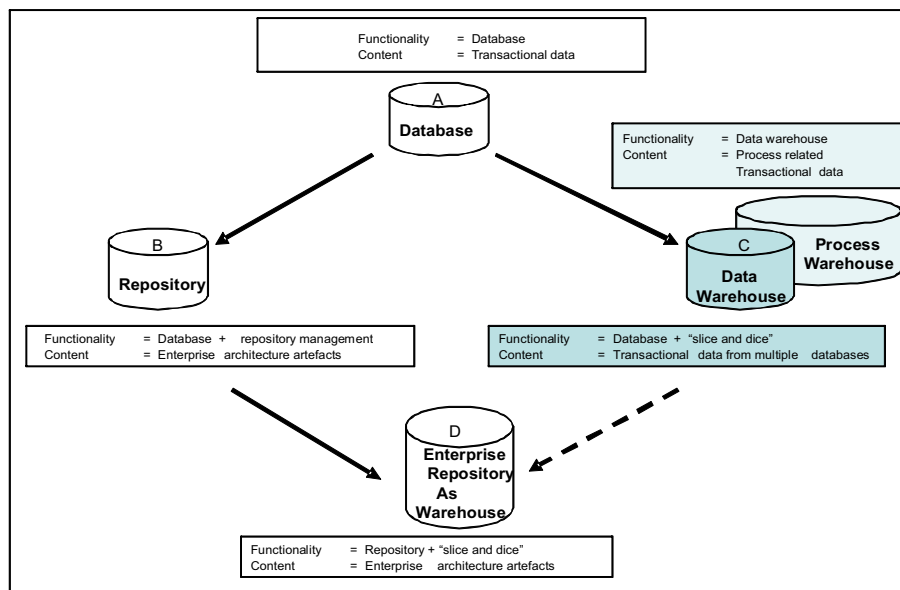 Functionality = Database
Content = Transactional data
A
Database
Functionality = Data warehouse
Content = Process related
Transactional data
B
Repository
C
Data
Warehouse
Process
Warehouse
Functionality = Database + repository management
Content = Enterprise architecture artefacts
Functionality = Database + “slice and dice”
Content = Transactional data from multiple databases
D
Enterprise
Repository
As
Warehouse
Functionality = Repository + “slice and dice”
Content = Enterprise architecture artefacts